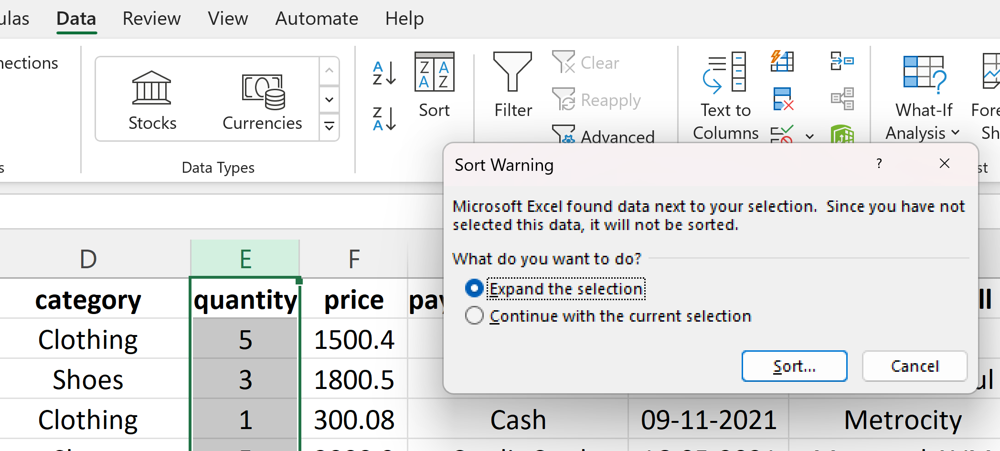 ulas Data Review View Automate Help
nections
Stocks Currencies
Data Types
Sort
Filter
Clear
Reapply
Advanced
Text to
Columns
What-If
Analysis
Fore
Sh
s
st
Sort Warning ?
Microsoft Excel found data next to your selection. Since you have not
selected this data, it will not be sorted.
What do you want to do?
Expand the selection
Continue with the current selection
Sort... Cancel
D E F
category quantity price pay ll
Clothing 5 1500.4
Shoes 3 1800.5 ul
Clothing 1 300.08 Cash 09-11-2021 Metrocity